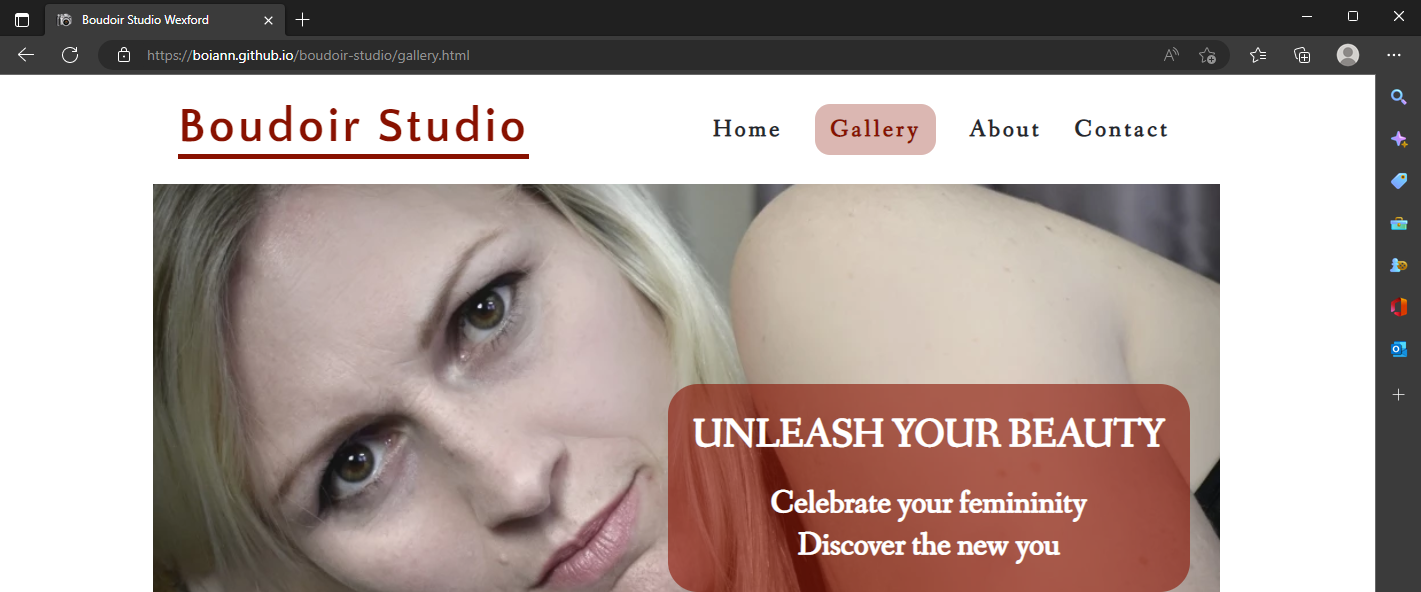 Boudoir Studio Wexford
https://boiann.github.io/boudoir-studio/gallery.html
Boudoir Studio
Home Gallery About Contact
UNLEASH YOUR BEAUTY
Celebrate your femininity
Discover the new you